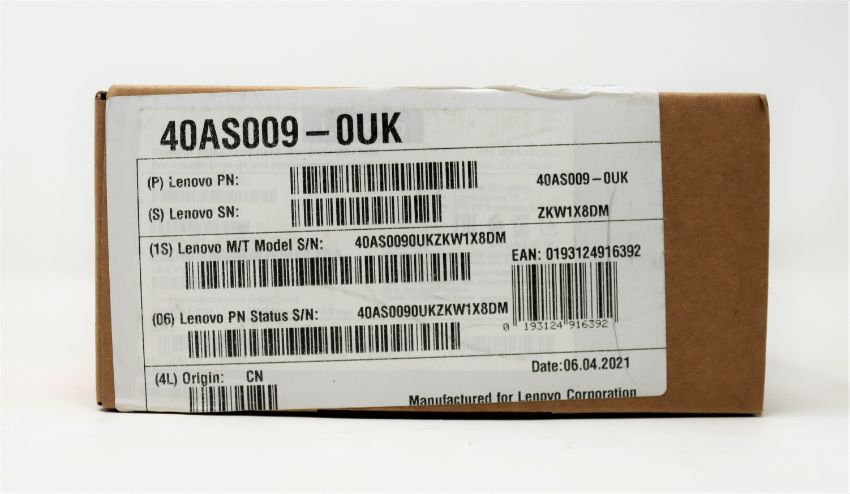 40AS009-0UK
(P) Lenovo PN: 40AS009-0UK
(S) Lenovo SN: ZKW1X8DM
(1S) Lenovo M/T Model S/N: 40AS0090UKZKW1X8DM
EAN: 0193124916392
(06) Lenovo PN Status S/N: 40AS0090UKZKW1X8DM
0 193124 916392
Date:06.04.2021
(4L) Origin: CN
Manufactured for Lenovo Corporation